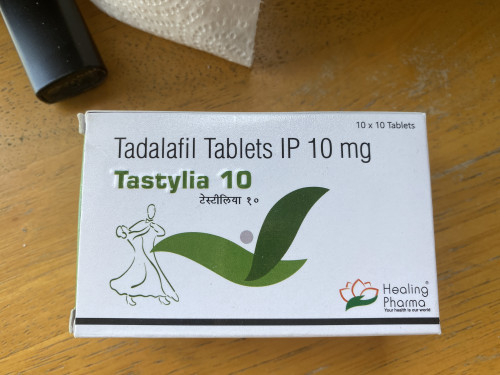 10 x 10 Tablets
Tadalafil Tablets IP 10 mg
Tastylia 10
टेस्टीलिया १०
Healing
Pharma
Your health is our world